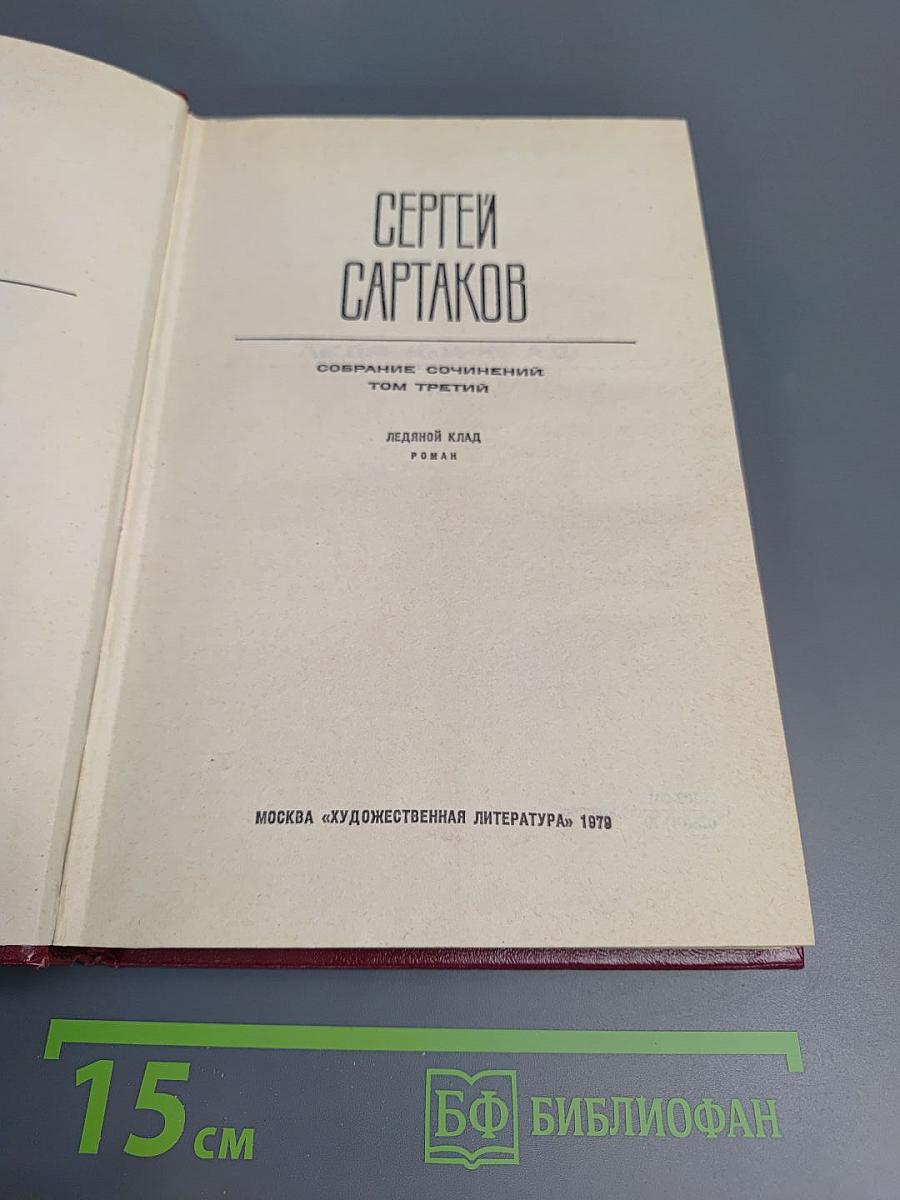 СЕРГЕЙ
САРТАКОВ
СОБРАНИЕ СОЧИНЕНИЙ
ТОМ ТРЕТИЙ
ЛЕДЯНОЙ КЛАД
РОМАН
МОСКВА «ХУДОЖЕСТВЕННАЯ ЛИТЕРАТУРА» 1979
15 см
БФ БИБЛИОФАН